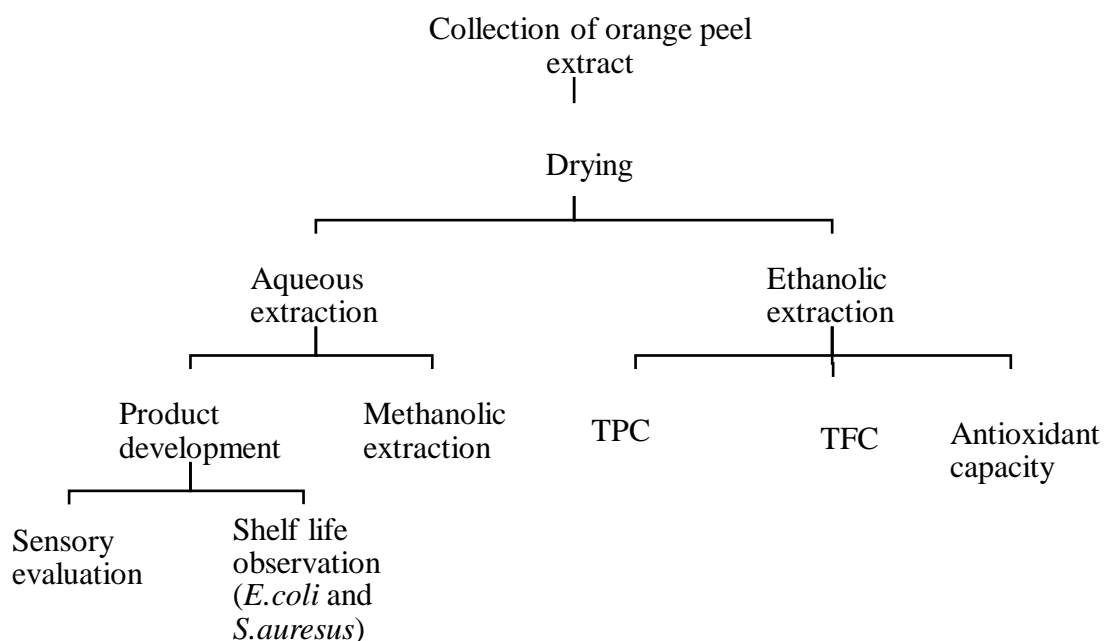 Collection of orange peel
extract
Drying
Aqueous
extraction
Ethanolic
extraction
Product
development
Methanolic
extraction
TPC
TFC
Antioxidant
capacity
Sensory
evaluation
Shelf life
observation
(E.coli and
S.auresus)